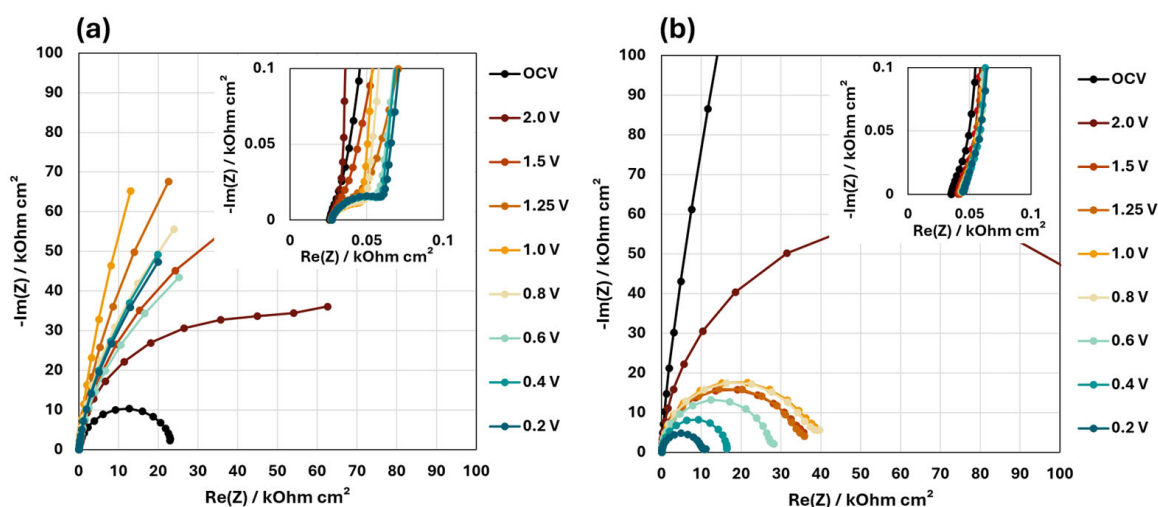 (a)
100
90
80
70
60
50
40
30
20
10
0
-Im(Z) / kOhm cm²
0 10 20 30 40 50 60 70 80 90 100
Re(Z) / kOhm cm²
0.1
0.05
0
-Im(Z) / kOhm cm²
0 0.05 0.1
Re(Z) / kOhm cm²
OCV
2.0 V
1.5 V
1.25 V
1.0 V
0.8 V
0.6 V
0.4 V
0.2 V
(b)
100
90
80
70
60
50
40
30
20
10
0
-Im(Z) / kOhm cm²
0 10 20 30 40 50 60 70 80 90 100
Re(Z) / kOhm cm²
0.1
0.05
0
-Im(Z) / kOhm cm²
0 0.05 0.1
Re(Z) / kOhm cm²
OCV
2.0 V
1.5 V
1.25 V
1.0 V
0.8 V
0.6 V
0.4 V
0.2 V